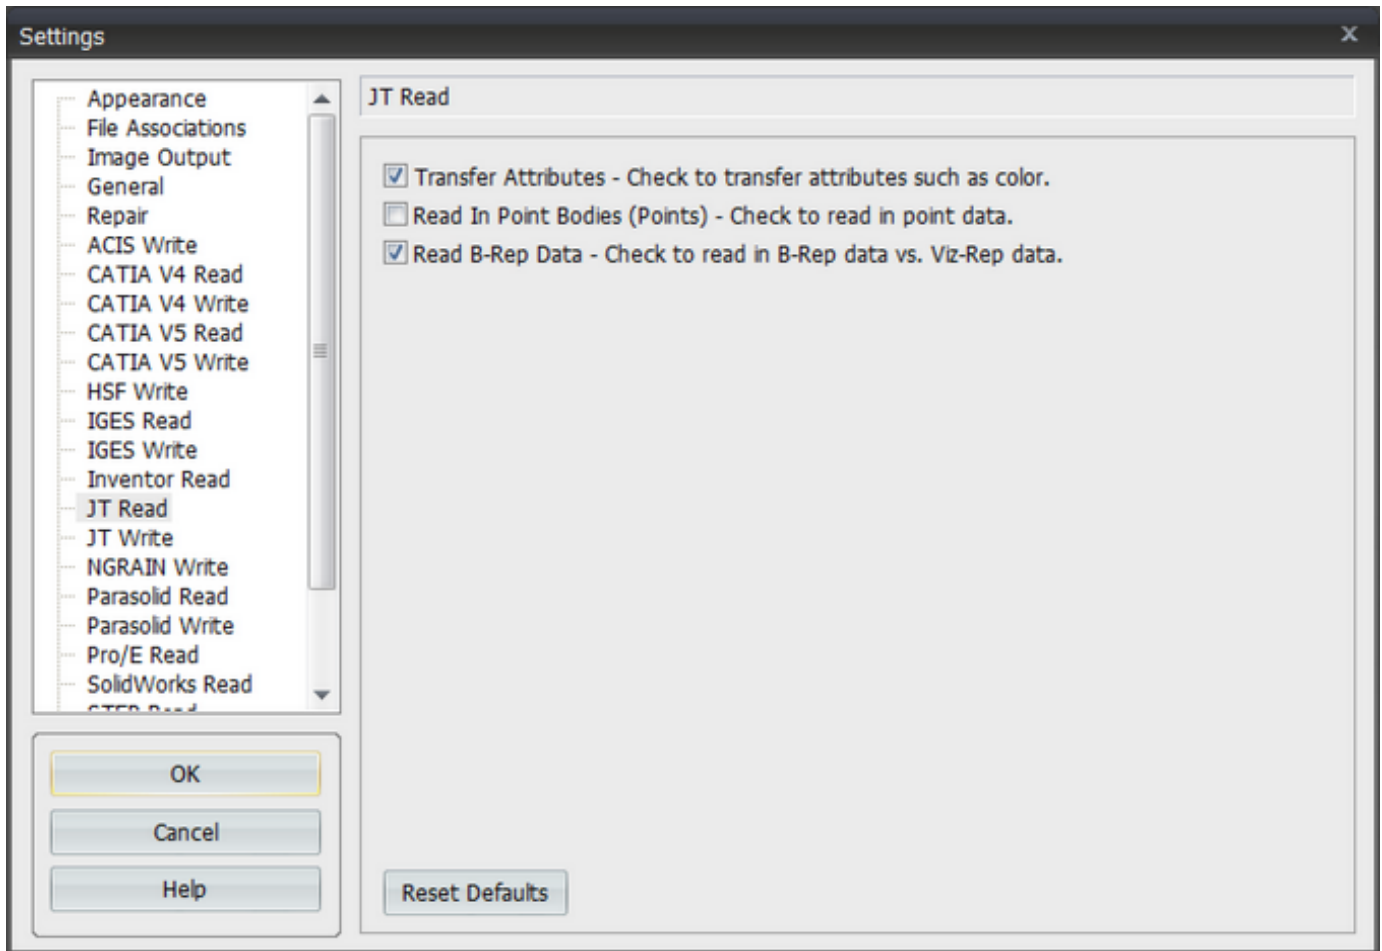 Settings
x
Appearance
File Associations
Image Output
General
Repair
ACIS Write
CATIA V4 Read
CATIA V4 Write
CATIA V5 Read
CATIA V5 Write
HSF Write
IGES Read
IGES Write
Inventor Read
JT Read
JT Write
NGRAIN Write
Parasolid Read
Parasolid Write
Pro/E Read
SolidWorks Read
STEP Read
OK
Cancel
Help
JT Read
Transfer Attributes - Check to transfer attributes such as color.
Read In Point Bodies (Points) - Check to read in point data.
Read B-Rep Data - Check to read in B-Rep data vs. Viz-Rep data.
Reset Defaults